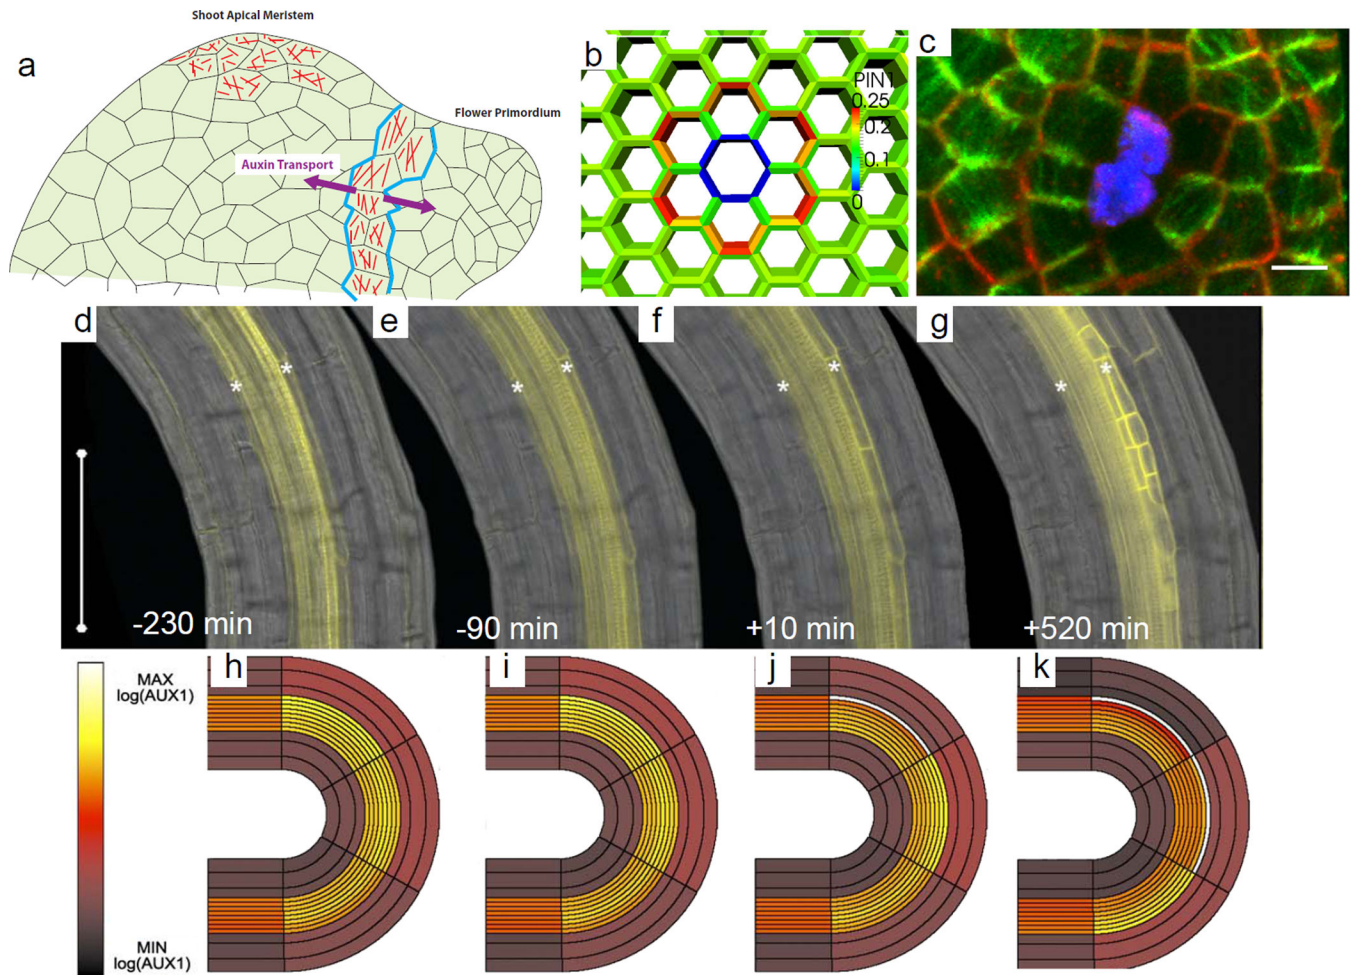 Shoot Apical Meristem
a
Auxin Transport
Flower Primordium
b
PIN1
0.25
0.2
0.1
0
c
d
e
f
g
*
*
*
*
*
*
*
*
-230 min
-90 min
+10 min
+520 min
MAX
log(AUX1)
MIN
log(AUX1)
h
i
j
k